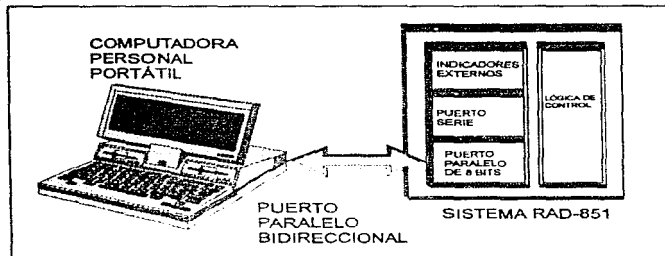 COMPUTADORA
PERSONAL
PORTÁTIL
PUERTO
PARALELO
BIDIRECCIONAL
INDICADORES
EXTERNOS
PUERTO
SERIE
PUERTO
PARALELO
DE 8 BITS
LÓGICA DE
CONTROL
SISTEMA RAD-851